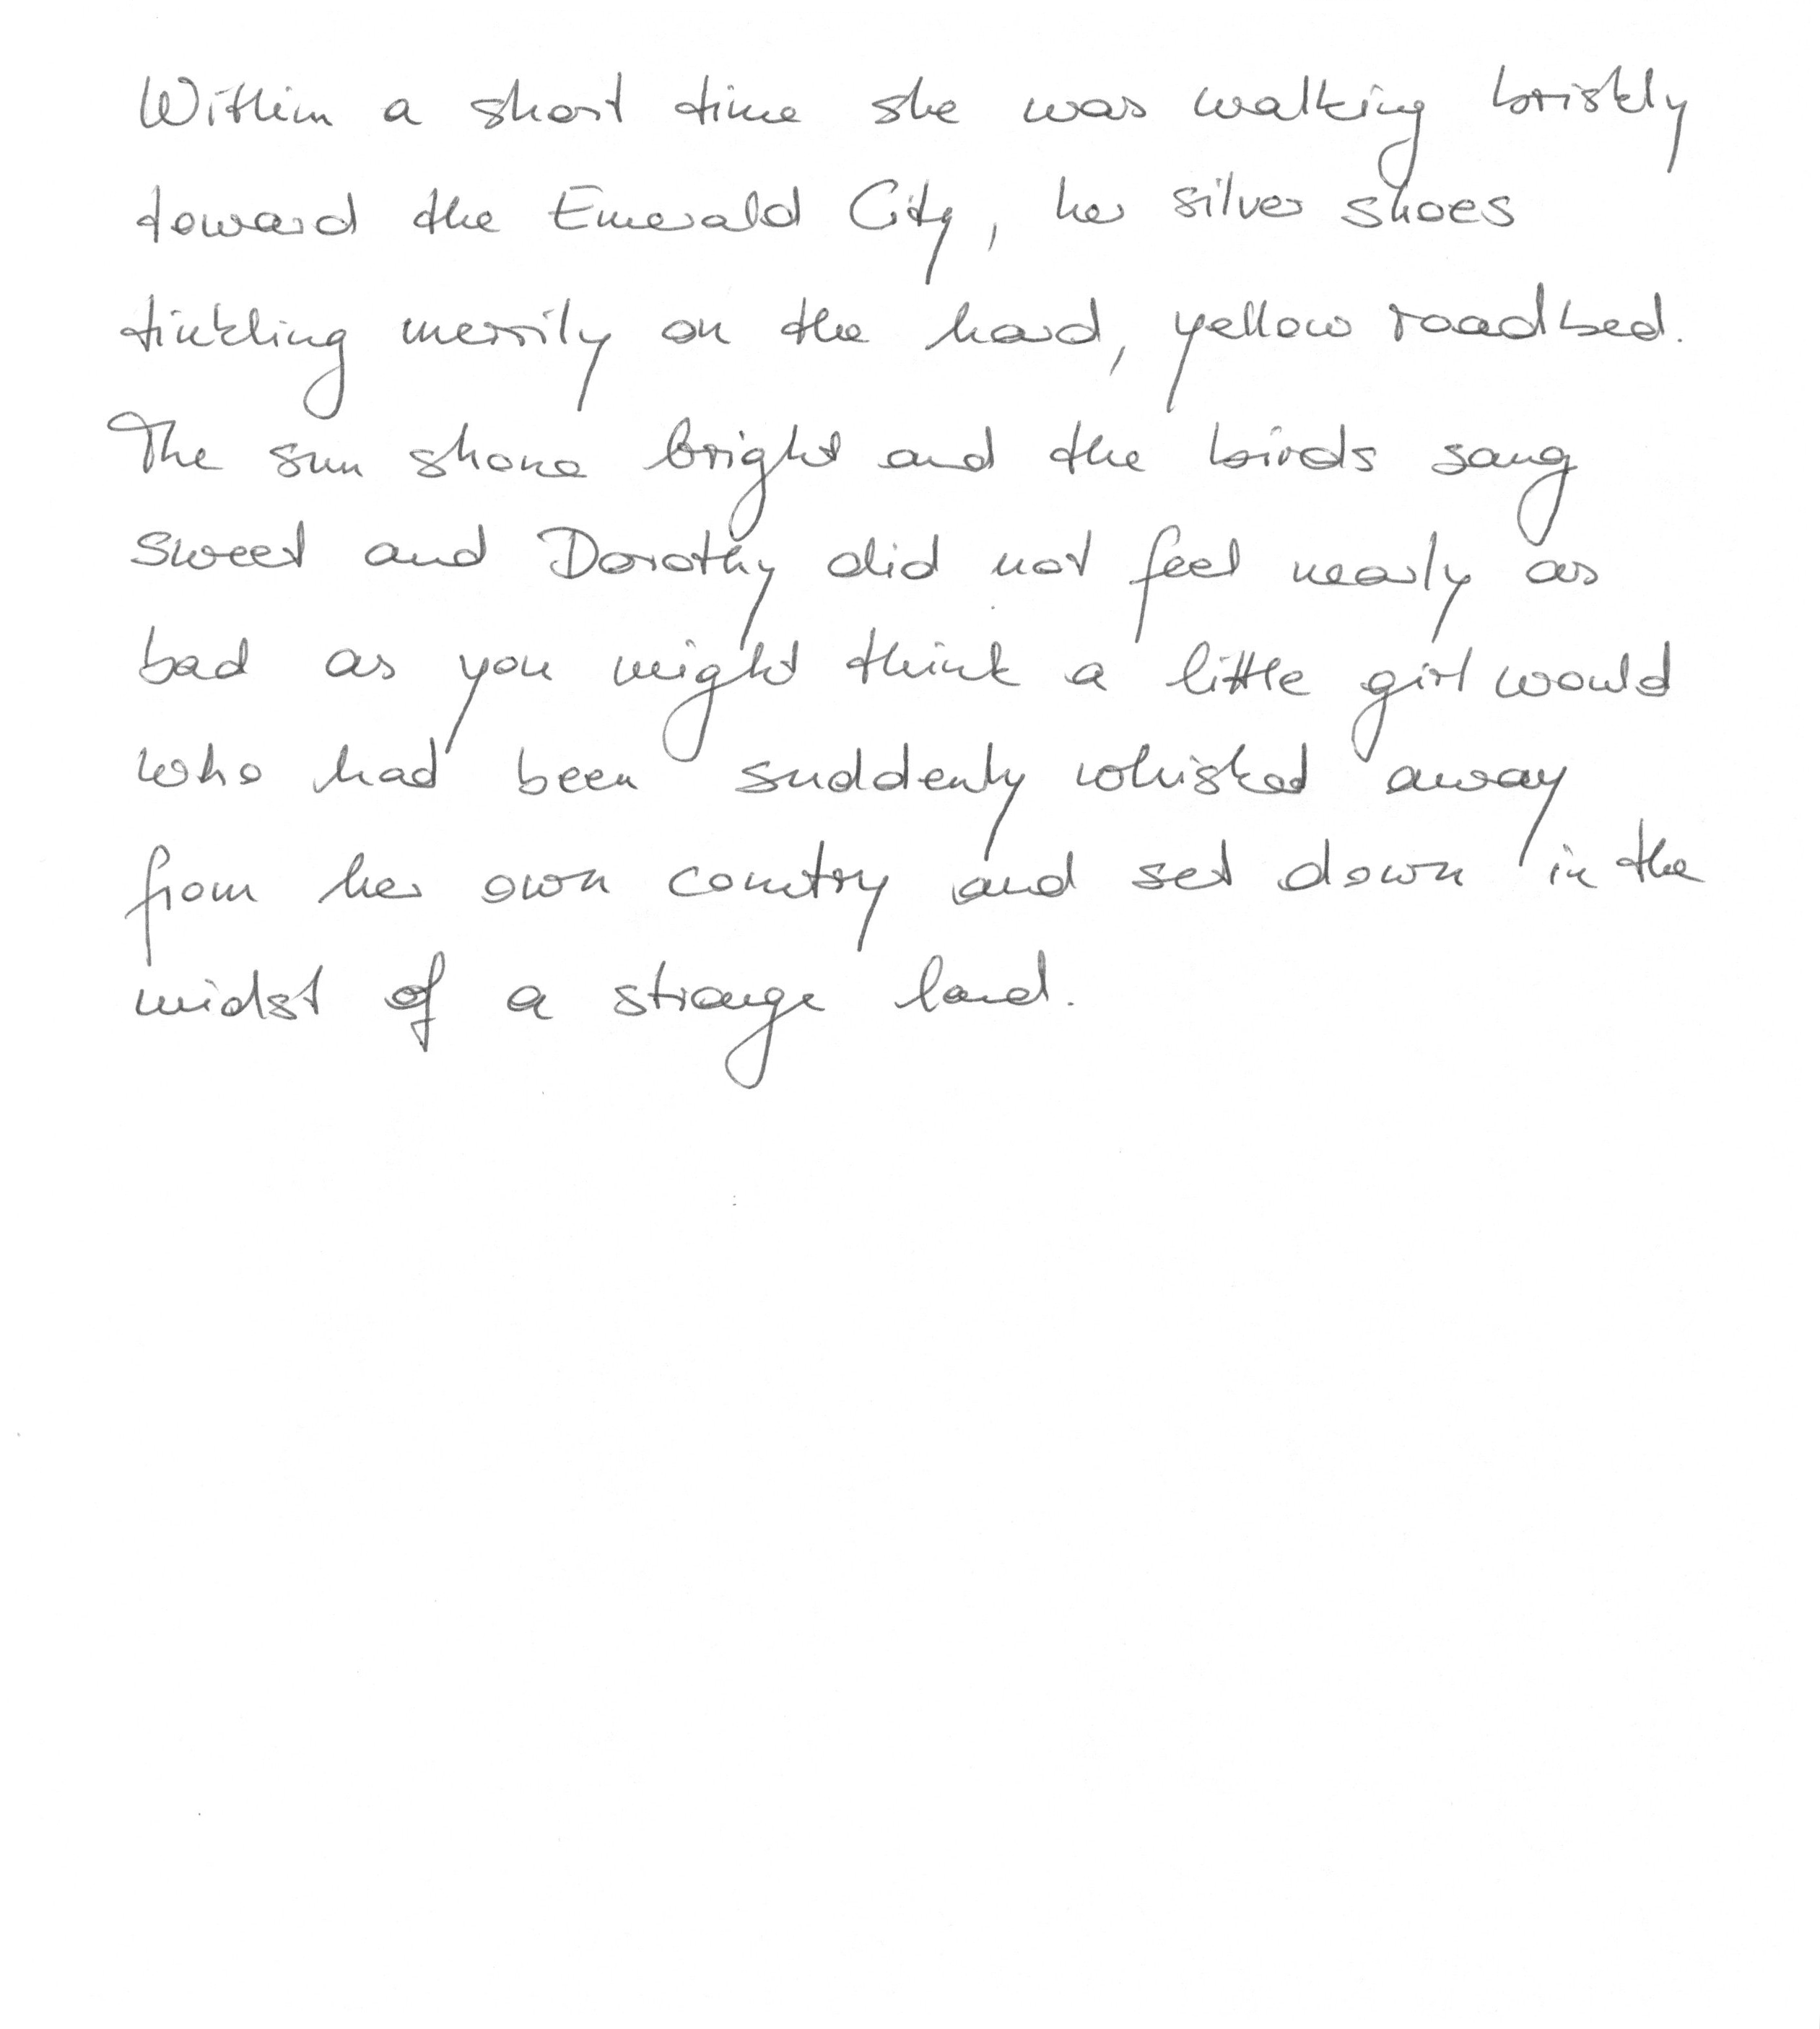 Within a short time she was walking briskly
toward the Emerald City, her silver shoes
tinkling merrily on the hard, yellow roadbed.
The sun shone bright and the birds sang
sweet and Dorothy did not feel nearly as
bad as you might think a little girl would
who had been suddenly whisked away
from her own country and set down in the
midst of a strange land.